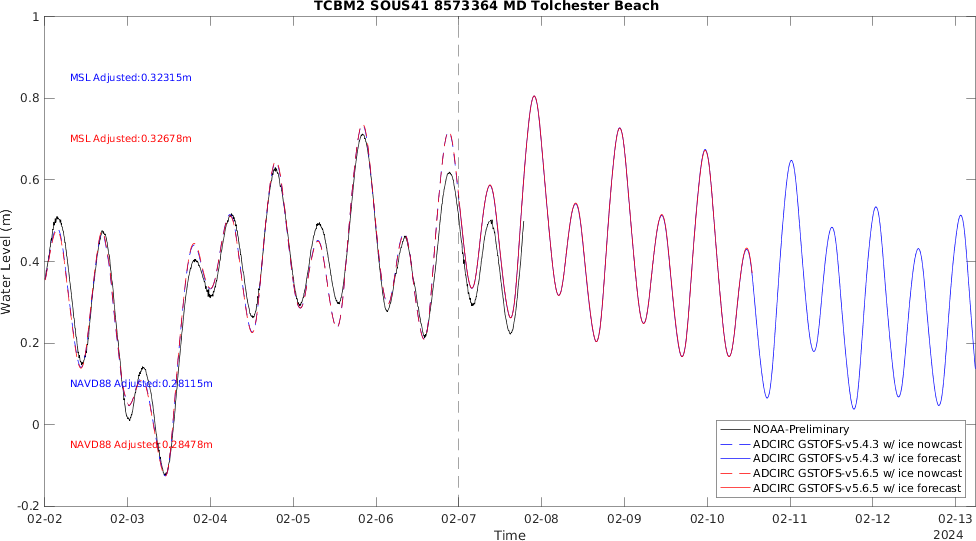 TCBM2 SOUS41 8573364 MD Tolchester Beach
1
MSL Adjusted:0.32315m
0.8
MSL Adjusted:0.32678m
0.6
Water Level (m)
0.4
0.2
NAVD88 Adjusted:0.28115m
0
NAVD88 Adjusted:0.28478m
NOAA-Preliminary
ADCIRC GSTOFS-v5.4.3 w/ ice nowcast
ADCIRC GSTOFS-v5.4.3 w/ ice forecast
ADCIRC GSTOFS-v5.6.5 w/ ice nowcast
ADCIRC GSTOFS-v5.6.5 w/ ice forecast
-0.2
02-02 02-03 02-04 02-05 02-06 02-07 02-08 02-09 02-10 02-11 02-12 02-13
Time
2024